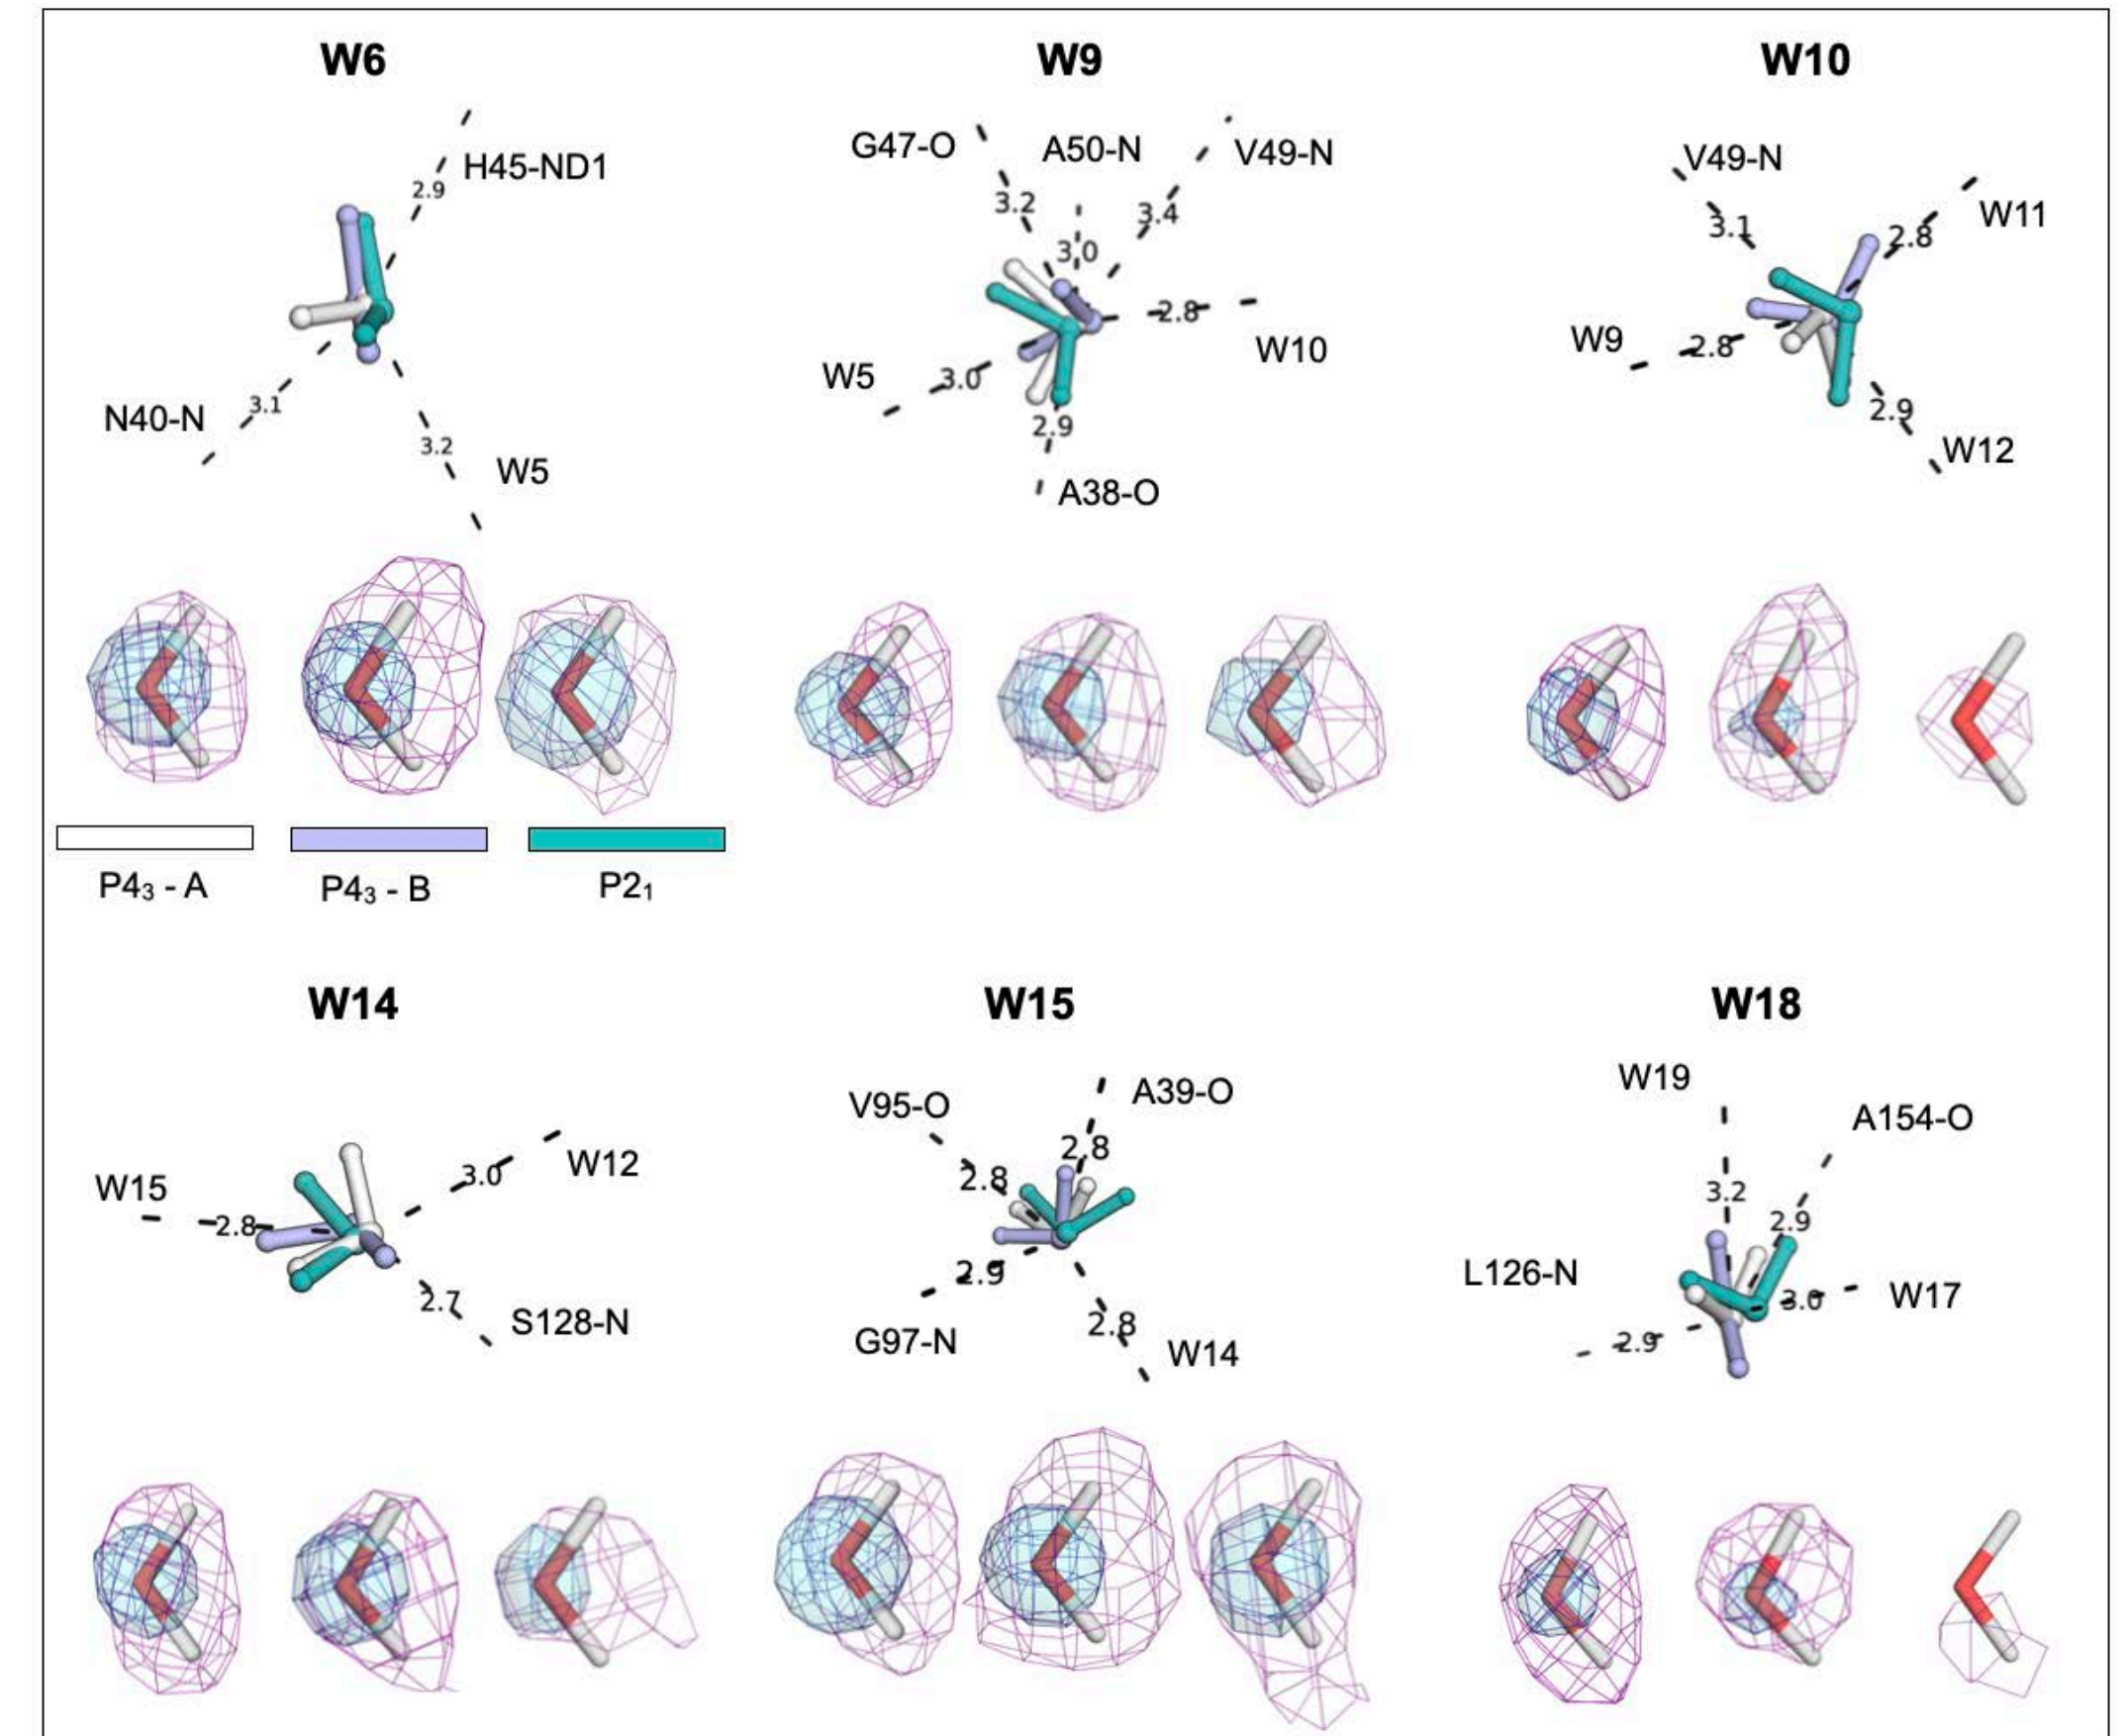 W6
W9
W10
H45-ND1
2.9
N40-N
3.1
3.2
W5
G47-O
A50-N
V49-N
3.2
3.4
3.0
2.8
W10
W5
3.0
2.9
A38-O
V49-N
W11
3.1
2.8
W9
2.8
2.9
W12
P4₃ - A
P4₃ - B
P2₁
W14
W15
W18
W15
2.8
3.0
W12
2.7
S128-N
V95-O
A39-O
2.8
2.8
2.9
G97-N
2.8
W14
W19
A154-O
3.2
2.9
L126-N
3.0
W17
2.9